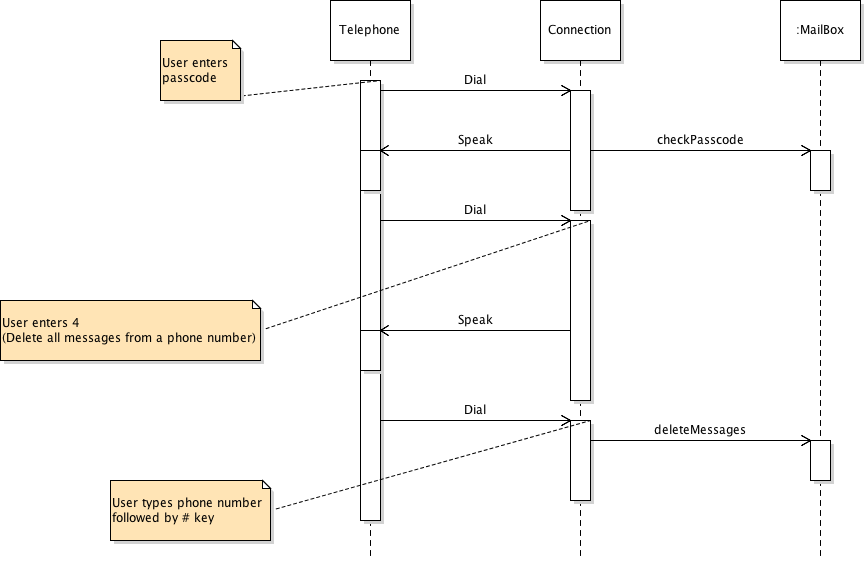 Telephone
Connection
:MailBox
User enters
passcode
Dial
Speak
checkPasscode
Dial
User enters 4
(Delete all messages from a phone number)
Speak
Dial
deleteMessages
User types phone number
followed by # key